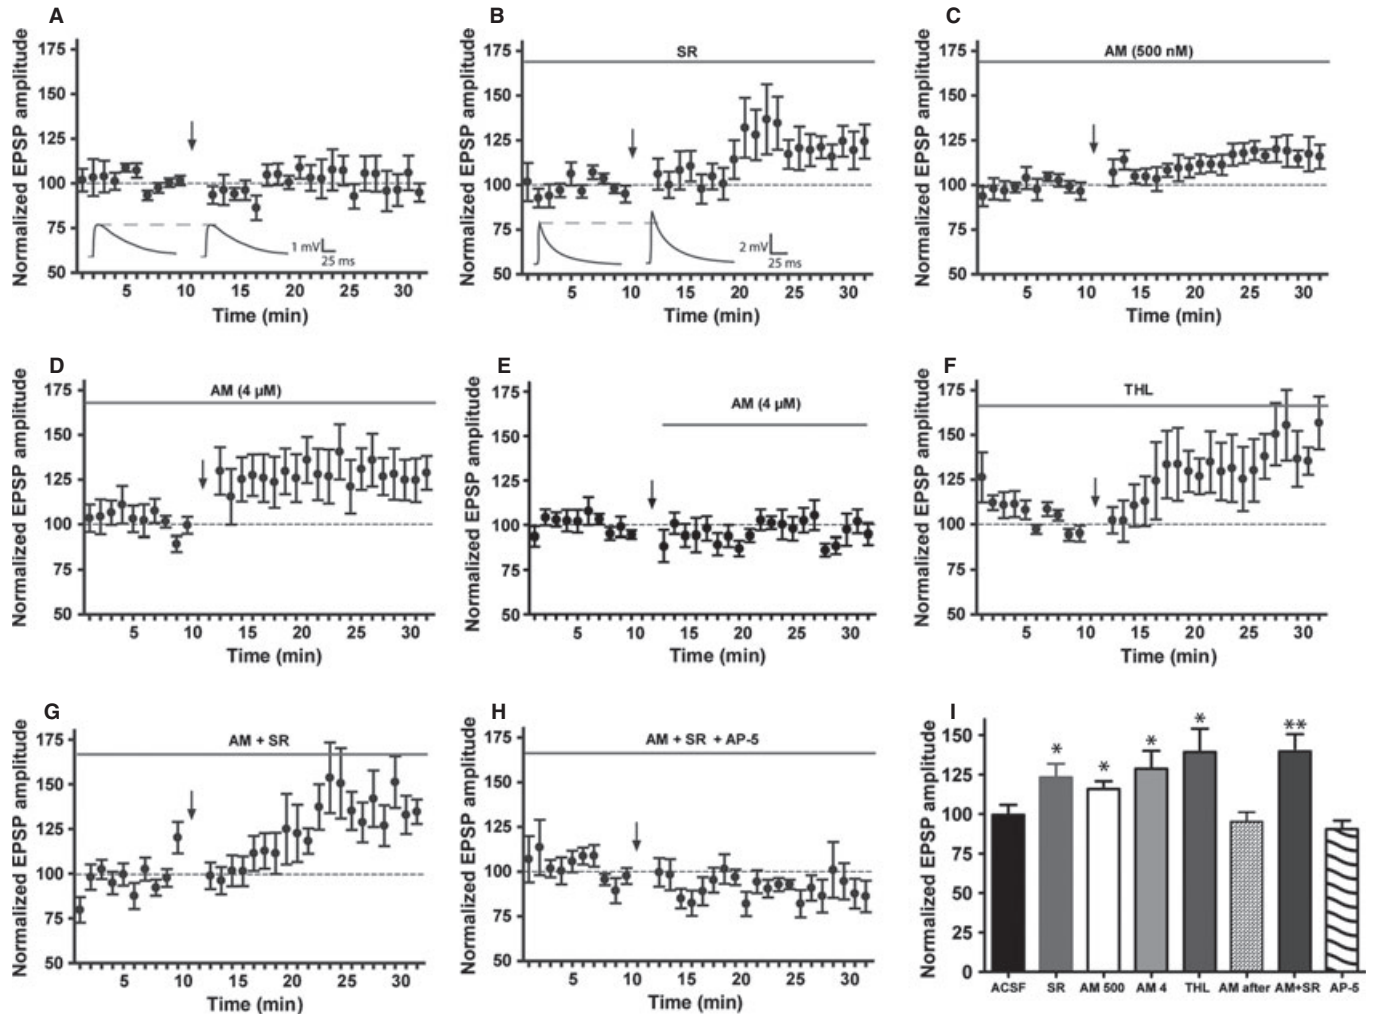 A
Normalized EPSP amplitude
175
150
125
100
75
50
1 mV
25 ms
5 10 15 20 25 30
Time (min)
B
Normalized EPSP amplitude
175
150
125
100
75
50
SR
2 mV
25 ms
5 10 15 20 25 30
Time (min)
C
Normalized EPSP amplitude
175
150
125
100
75
50
AM (500 nM)
5 10 15 20 25 30
Time (min)
D
Normalized EPSP amplitude
175
150
125
100
75
50
AM (4 µM)
5 10 15 20 25 30
Time (min)
E
Normalized EPSP amplitude
175
150
125
100
75
50
AM (4 µM)
5 10 15 20 25 30
Time (min)
F
Normalized EPSP amplitude
175
150
125
100
75
50
THL
5 10 15 20 25 30
Time (min)
G
Normalized EPSP amplitude
175
150
125
100
75
50
AM + SR
5 10 15 20 25 30
Time (min)
H
Normalized EPSP amplitude
175
150
125
100
75
50
AM + SR + AP-5
5 10 15 20 25 30
Time (min)
I
Normalized EPSP amplitude
150
125
100
75
50
25
0
* * * * **
ACSF SR AM 500 AM 4 THL AM after AM+SR AP-5